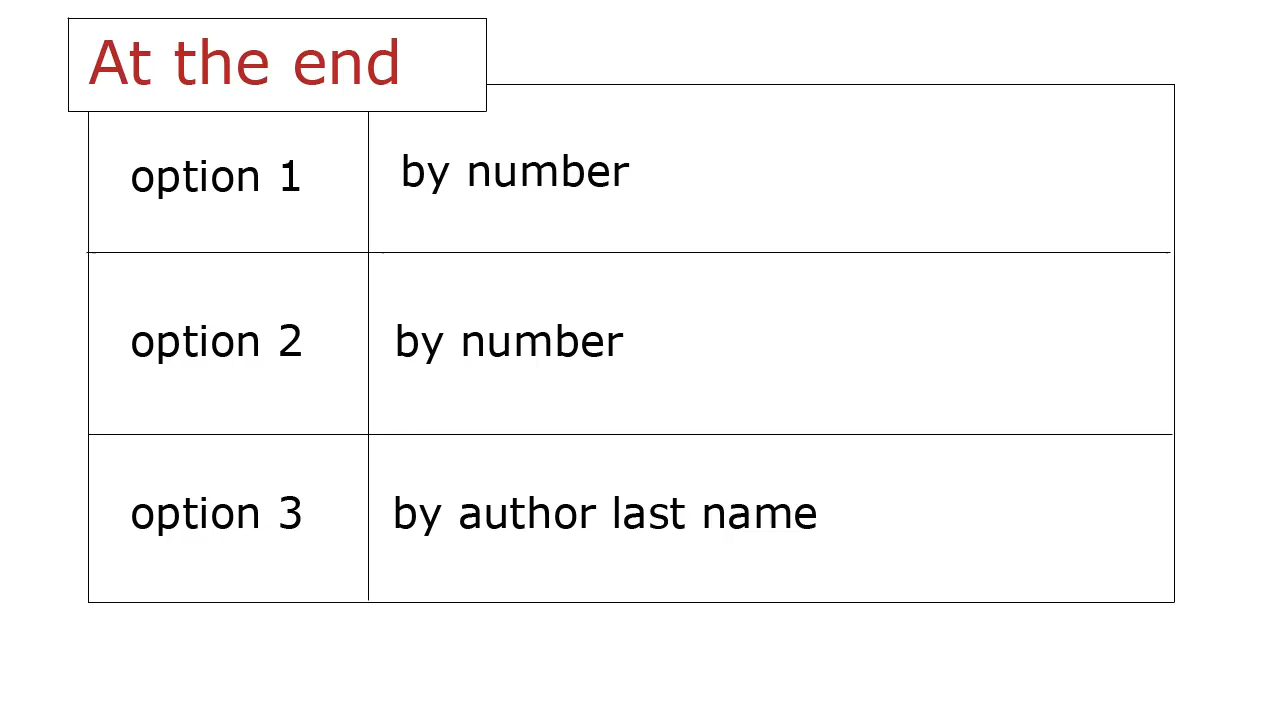 At the end
option 1 by number
option 2 by number
option 3 by author last name